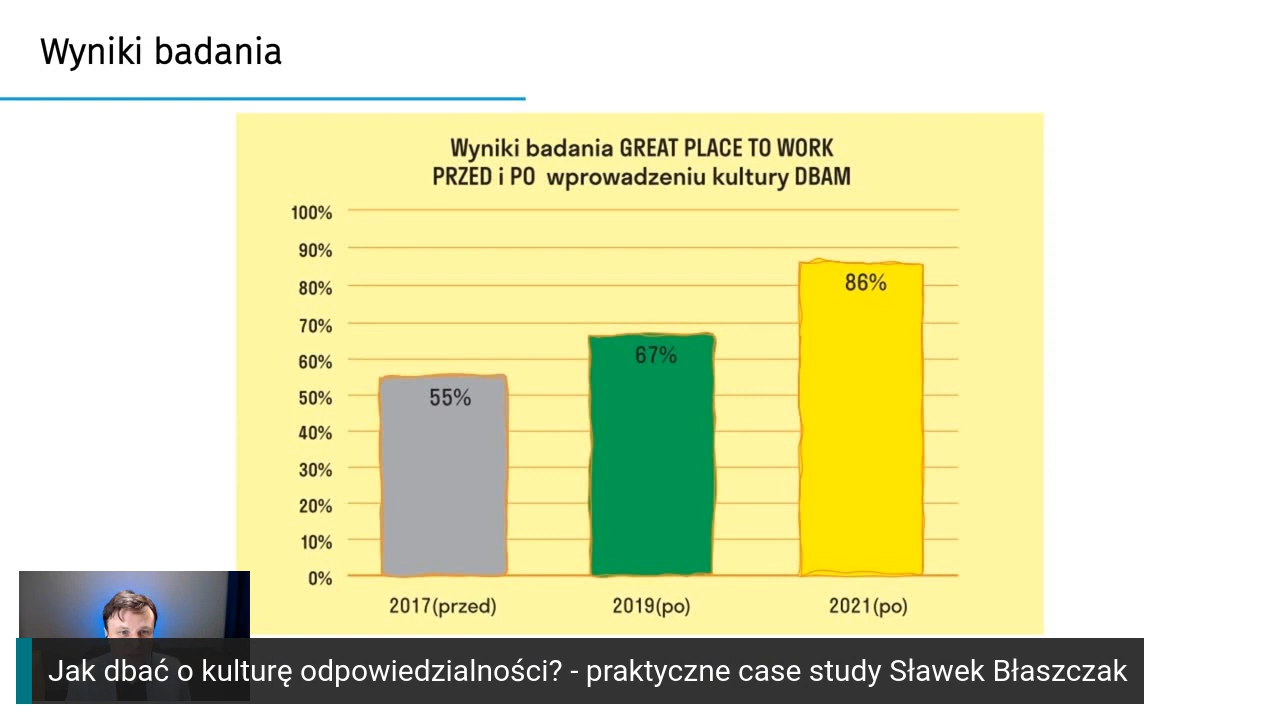 Wyniki badania
Wyniki badania GREAT PLACE TO WORK
PRZED i PO wprowadzeniu kultury DBAM
100%
90%
80%
70%
60%
50%
40%
30%
20%
10%
0%
55%
67%
86%
2017(przed)
2019(po)
2021(po)
Jak dbać o kulturę odpowiedzialności? - praktyczne case study Sławek Błaszczak